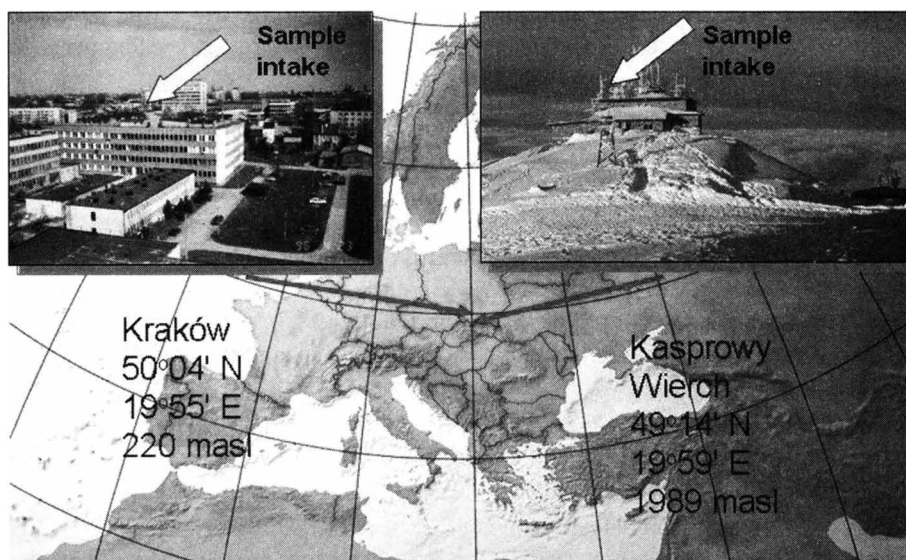 Sample
intake
Sample
intake
Kraków
50°04' N
19°55' E
220 masl
Kasprowy
Wierch
49°14' N
19°59' E
1989 masl